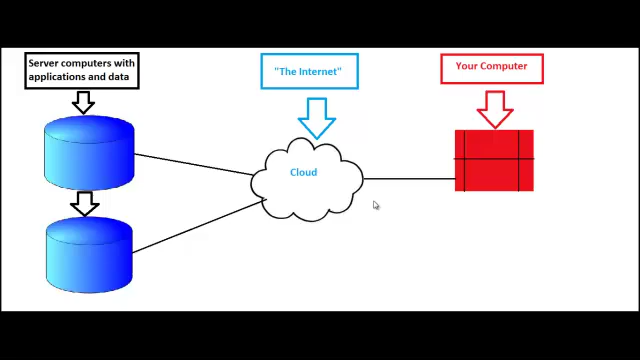 Server computers with
applications and data
"The Internet"
Your Computer
Cloud